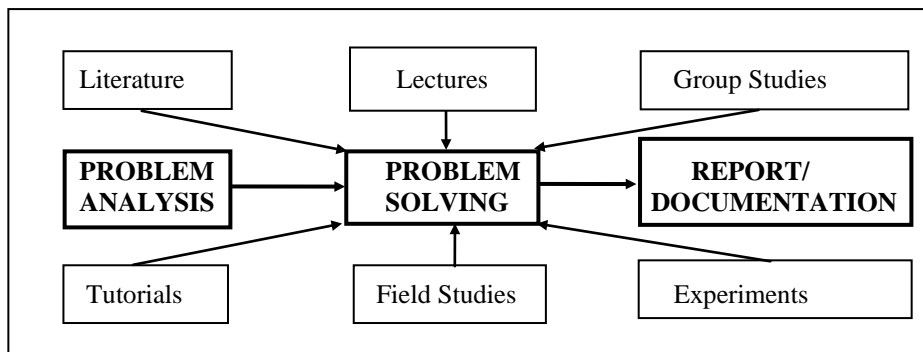 Literature
Lectures
Group Studies
PROBLEM
ANALYSIS
PROBLEM
SOLVING
REPORT/
DOCUMENTATION
Tutorials
Field Studies
Experiments